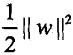 1/2 ‖ w ‖²